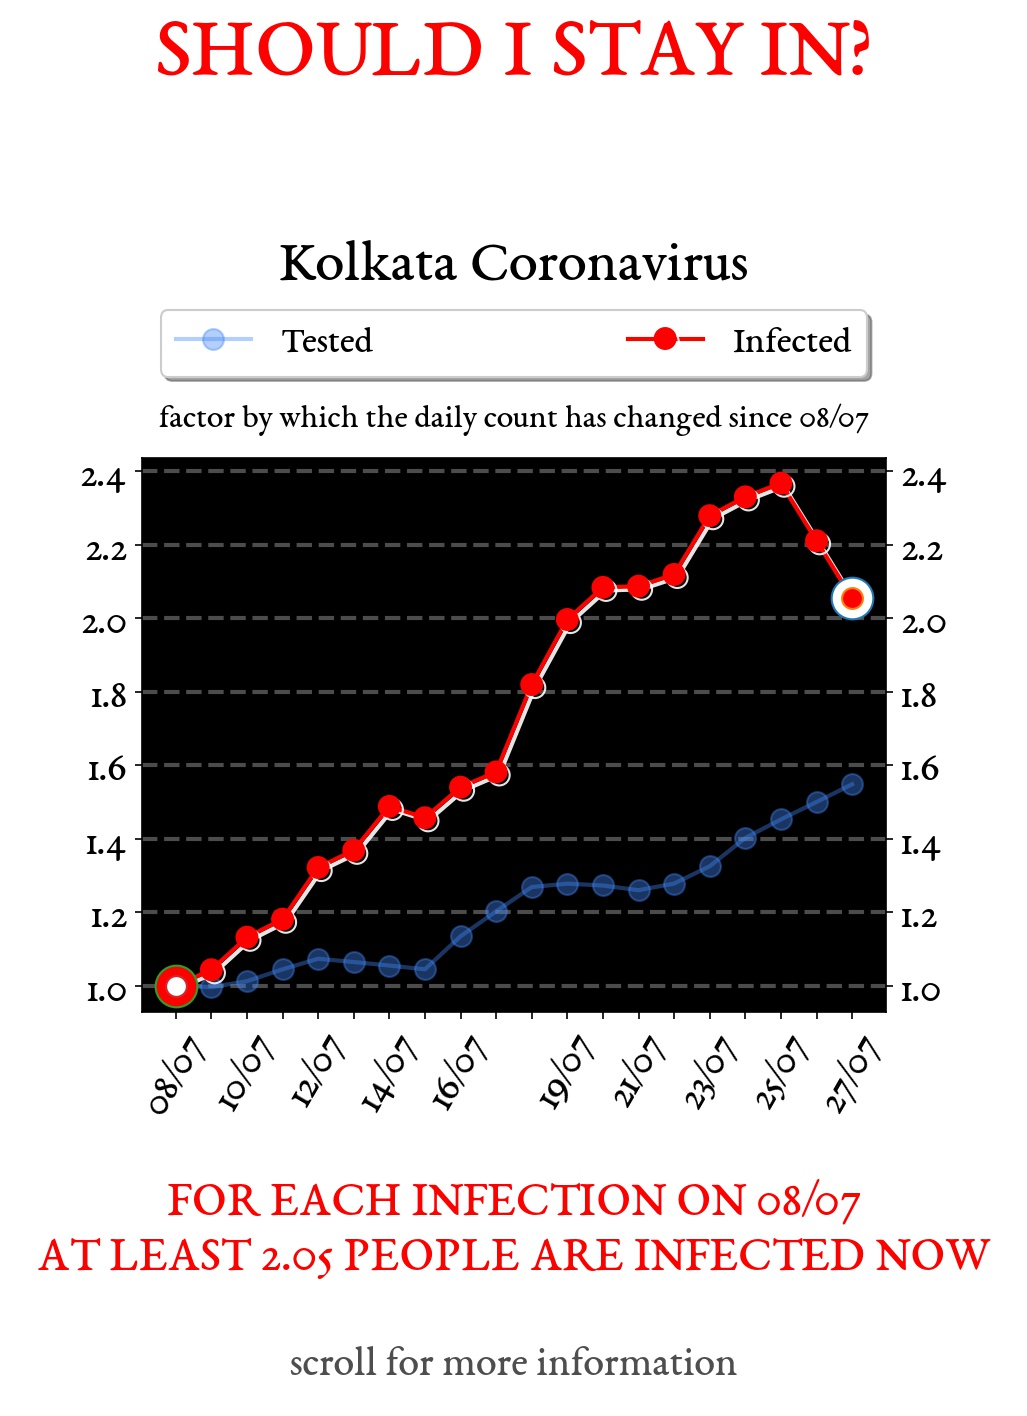 SHOULD I STAY IN?
Kolkata Coronavirus
Tested Infected
factor by which the daily count has changed since 08/07
2.4 2.4
2.2 2.2
2.0 2.0
1.8 1.8
1.6 1.6
1.4 1.4
1.2 1.2
1.0 1.0
08/07 10/07 12/07 14/07 16/07 19/07 21/07 23/07 25/07 27/07
FOR EACH INFECTION ON 08/07
AT LEAST 2.05 PEOPLE ARE INFECTED NOW
scroll for more information